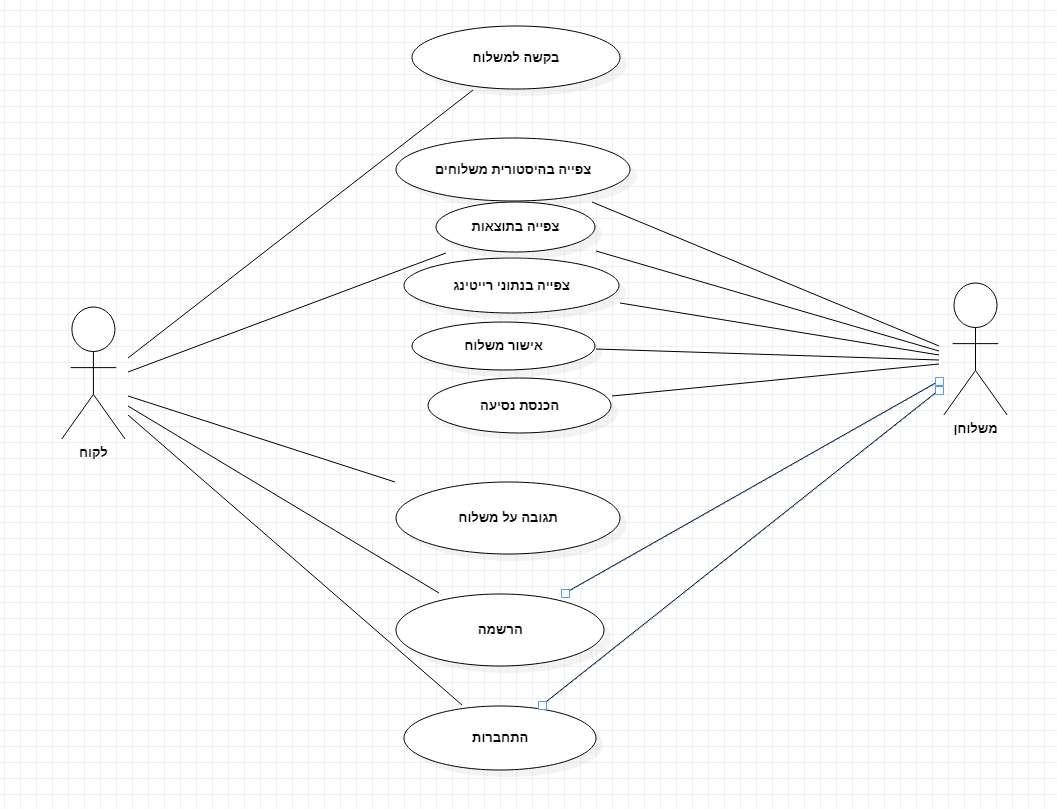 בקשה למשלוח
צפייה בהיסטורית משלוחים
צפייה בתוצאות
צפייה בנתוני רייטינג
אישור משלוח
הכנסת נסיעה
משלוחן
לקוח
תגובה על משלוח
הרשמה
התחברות